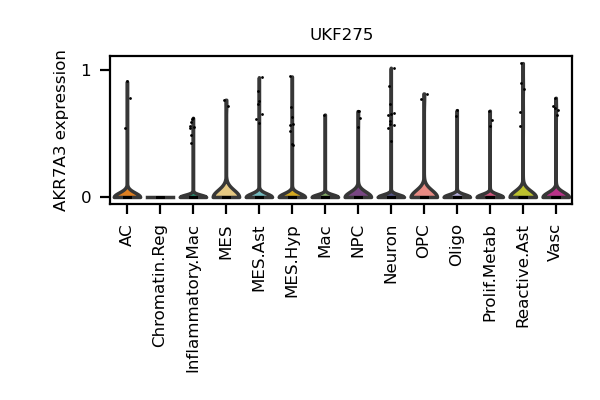 UKF275
AKR7A3 expression
1
0
AC
Chromatin.Reg
Inflammatory.Mac
MES
MES.Ast
MES.Hyp
Mac
NPC
Neuron
OPC
Oligo
Prolif.Metab
Reactive.Ast
Vasc